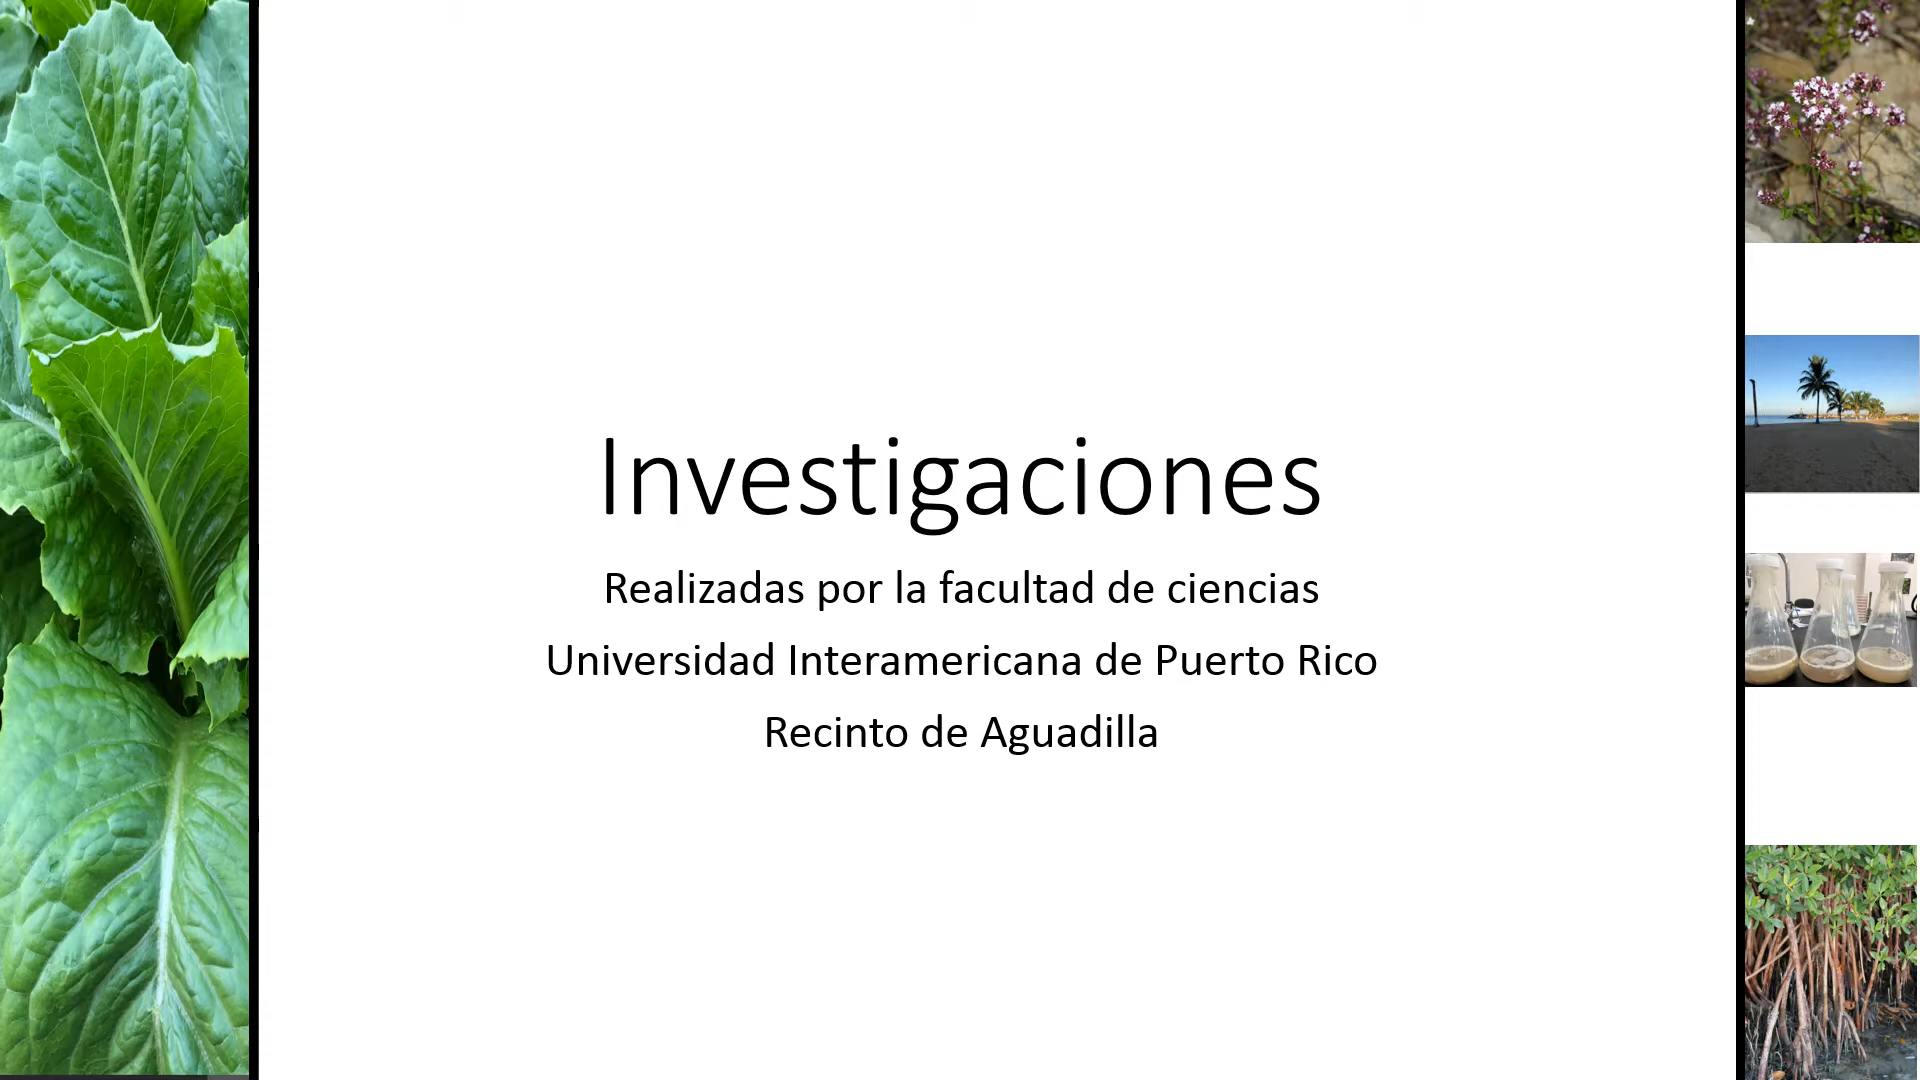 Investigaciones
Realizadas por la facultad de ciencias
Universidad Interamericana de Puerto Rico
Recinto de Aguadilla